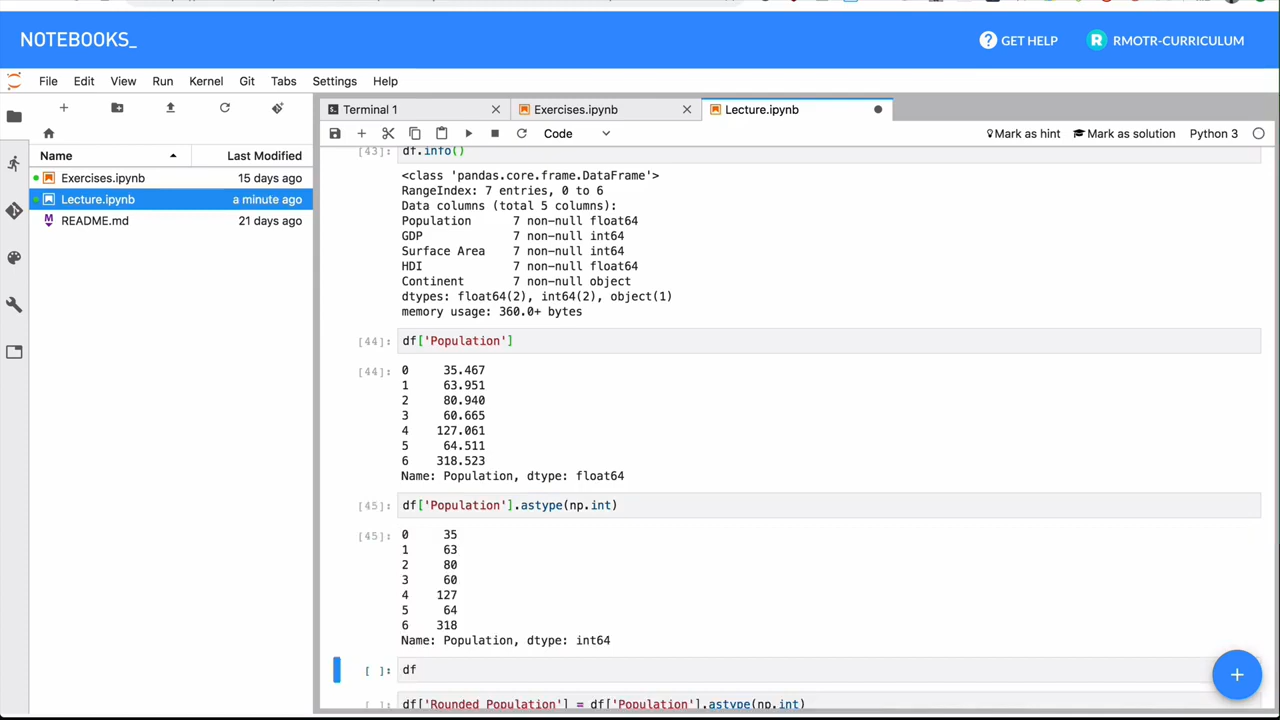 NOTEBOOKS_
GET HELP
R
RMOTR-CURRICULUM
File Edit View Run Kernel Git Tabs Settings Help
Name Last Modified
Exercises.ipynb 15 days ago
Lecture.ipynb a minute ago
README.md 21 days ago
Terminal 1
Exercises.ipynb
Lecture.ipynb
Code
Mark as hint
Mark as solution
Python 3
[43]: df.info()
<class 'pandas.core.frame.DataFrame'>
RangeIndex: 7 entries, 0 to 6
Data columns (total 5 columns):
Population 7 non-null float64
GDP 7 non-null int64
Surface Area 7 non-null int64
HDI 7 non-null float64
Continent 7 non-null object
dtypes: float64(2), int64(2), object(1)
memory usage: 360.0+ bytes
[44]: df['Population']
[44]: 0 35.467
1 63.951
2 80.940
3 60.665
4 127.061
5 64.511
6 318.523
Name: Population, dtype: float64
[45]: df['Population'].astype(np.int)
[45]: 0 35
1 63
2 80
3 60
4 127
5 64
6 318
Name: Population, dtype: int64
[ ]: df
[ ]: df['Rounded Population'] = df['Population'].astype(np.int)